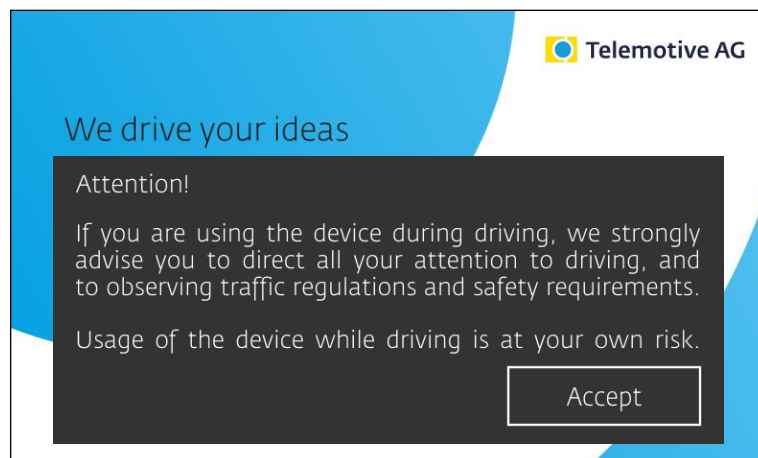 Telemotive AG
We drive your ideas
Attention!
If you are using the device during driving, we strongly
advise you to direct all your attention to driving, and
to observing traffic regulations and safety requirements.
Usage of the device while driving is at your own risk.
Accept